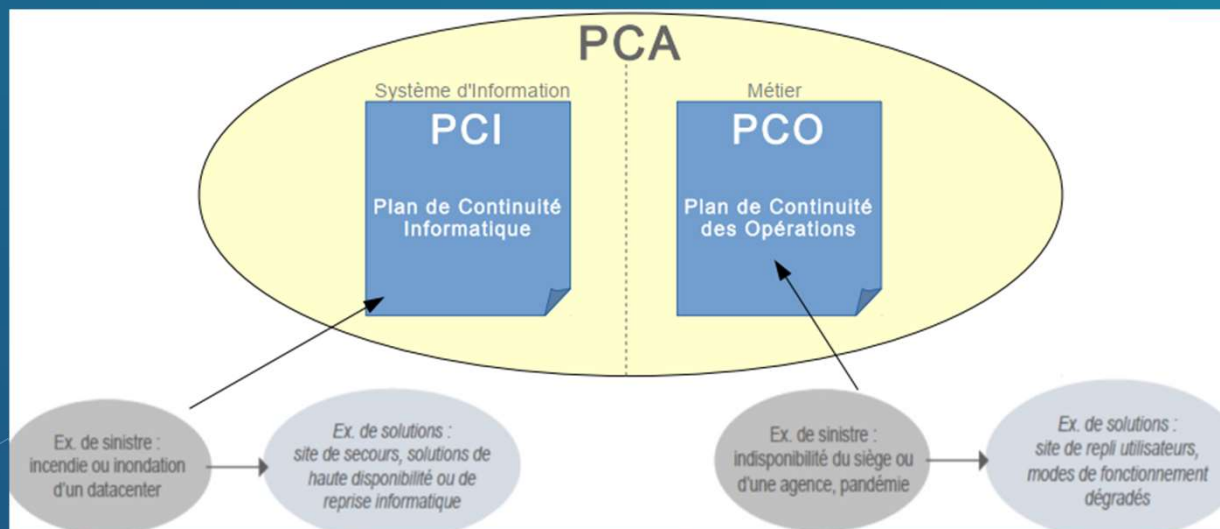 PCA
Système d'Information
PCI
Plan de Continuité
Informatique
Métier
PCO
Plan de Continuité
des Opérations
Ex. de sinistre :
incendie ou inondation
d'un datacenter
Ex. de solutions :
site de secours, solutions de
haute disponibilité ou de
reprise informatique
Ex. de sinistre :
indisponibilité du siège ou
d'une agence, pandémie
Ex. de solutions :
site de repli utilisateurs,
modes de fonctionnement
dégradés